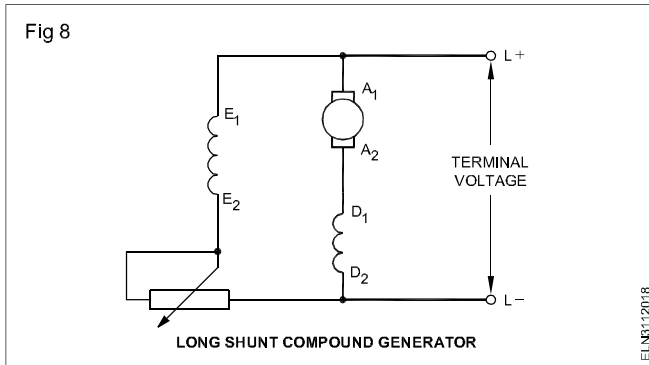 Fig 8
L+
A1
E1
A2
TERMINAL
VOLTAGE
E2
D1
D2
L−
LONG SHUNT COMPOUND GENERATOR
ELN3112018